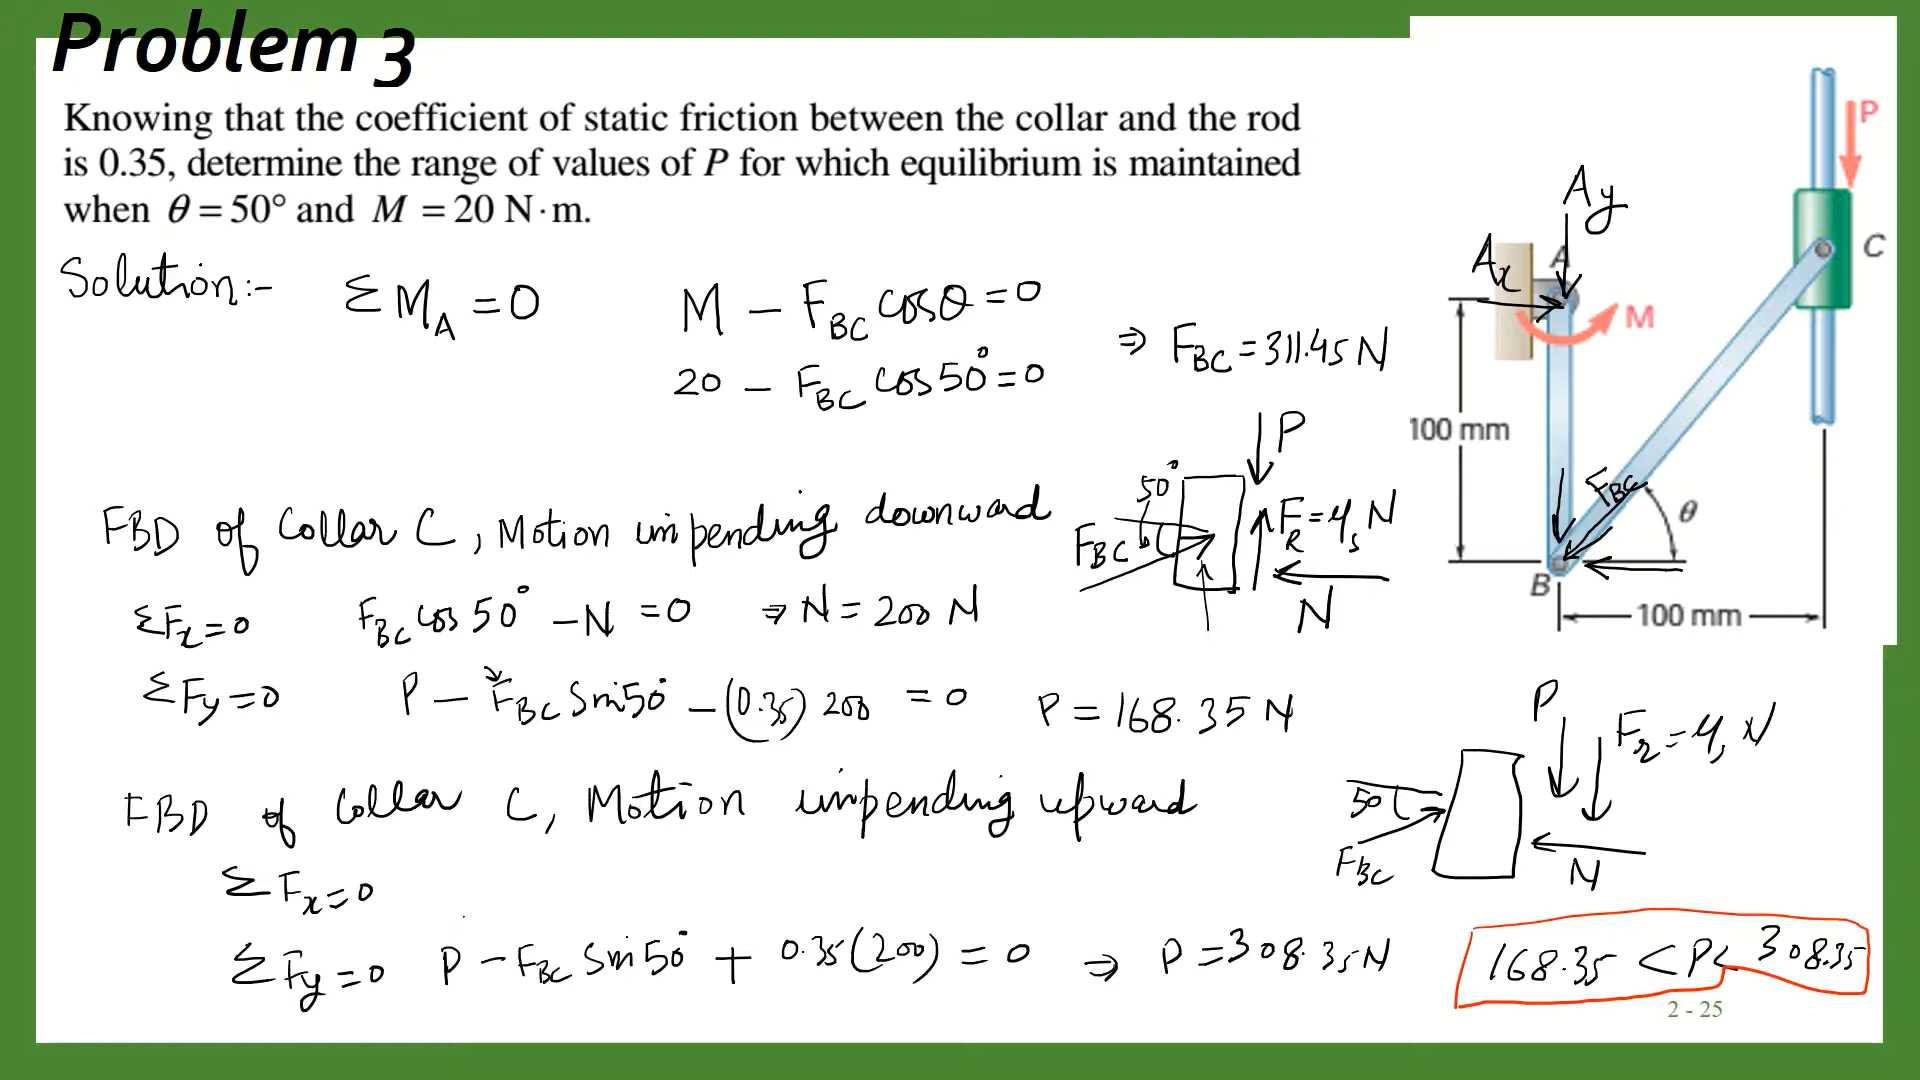 Problem 3
Knowing that the coefficient of static friction between the collar and the rod
is 0.35, determine the range of values of P for which equilibrium is maintained
when θ = 50° and M = 20 N·m.
Solution:-
ΣM_A = 0
M - F_BC cosθ = 0
20 - F_BC cos50° = 0
⇒ F_BC = 311.45 N
A_y
A_x
A
M
P
C
100 mm
F_BC
θ
B
100 mm
FBD of Collar C, Motion impending downward
50°
P
F_BC
F_R = μ_s N
N
ΣF_x = 0 F_BC cos 50° - N = 0 ⇒ N = 200 N
ΣF_y = 0 P - F_BC Sin50° - (0.35) 200 = 0 P = 168.35 N
FBD of Collar C, Motion impending upward
P
F_r = μ_s N
50
F_BC
N
ΣF_x = 0
ΣF_y = 0 P - F_BC Sin 50° + 0.35(200) = 0 ⇒ P = 308.35 N
168.35 < P < 308.35
2 - 25